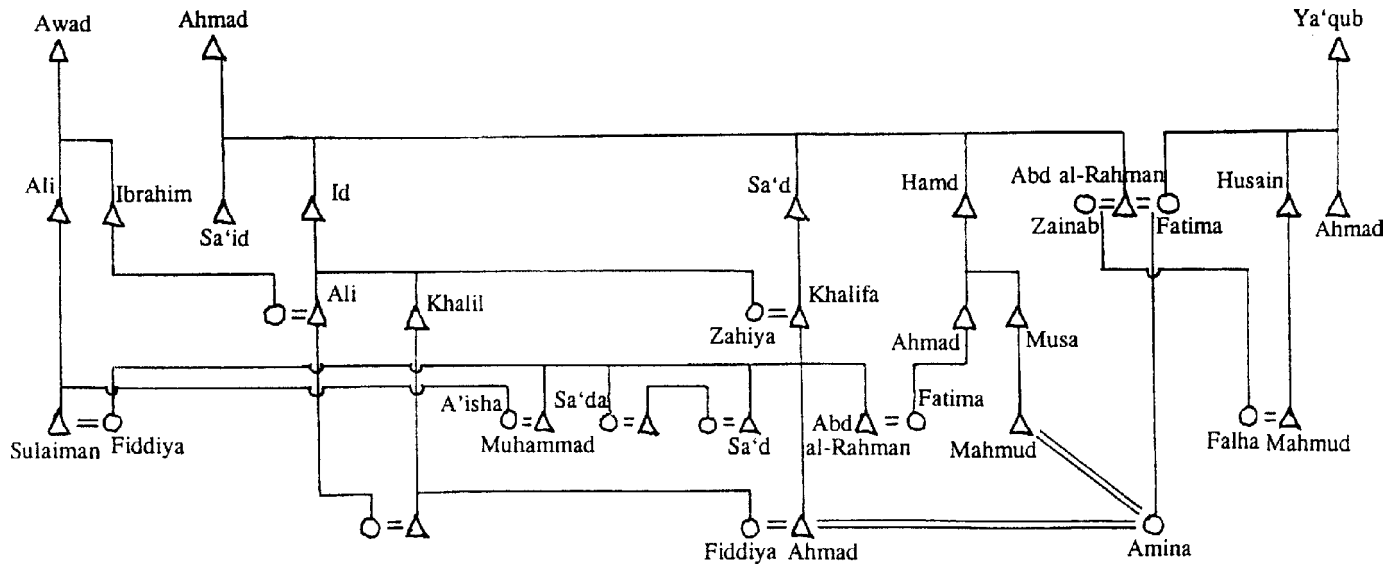 Awad
Ahmad
Ya‘qub
Ali
Ibrahim
Id
Sa‘d
Hamd
Abd al-Rahman
Husain
Sa‘id
Zainab
Fatima
Ahmad
Ali
Khalil
Khalifa
Zahiya
Ahmad
Musa
A‘isha
Sa‘da
Fatima
Sulaiman
Fiddiya
Muhammad
Sa‘d
Abd
al-Rahman
Mahmud
Falha
Mahmud
Fiddiya
Ahmad
Amina